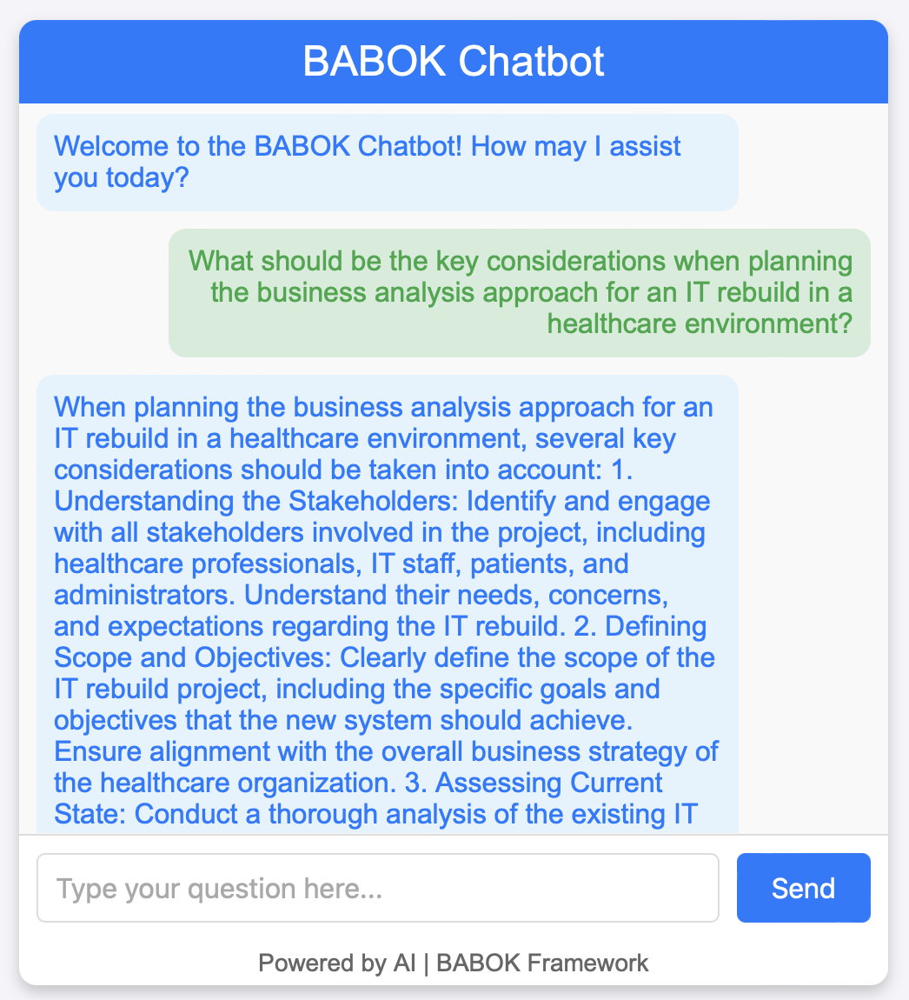 BABOK Chatbot
Welcome to the BABOK Chatbot! How may I assist
you today?
What should be the key considerations when planning
the business analysis approach for an IT rebuild in a
healthcare environment?
When planning the business analysis approach for an
IT rebuild in a healthcare environment, several key
considerations should be taken into account: 1.
Understanding the Stakeholders: Identify and engage
with all stakeholders involved in the project, including
healthcare professionals, IT staff, patients, and
administrators. Understand their needs, concerns,
and expectations regarding the IT rebuild. 2. Defining
Scope and Objectives: Clearly define the scope of the
IT rebuild project, including the specific goals and
objectives that the new system should achieve.
Ensure alignment with the overall business strategy of
the healthcare organization. 3. Assessing Current
State: Conduct a thorough analysis of the existing IT
Type your question here...
Send
Powered by AI | BABOK Framework